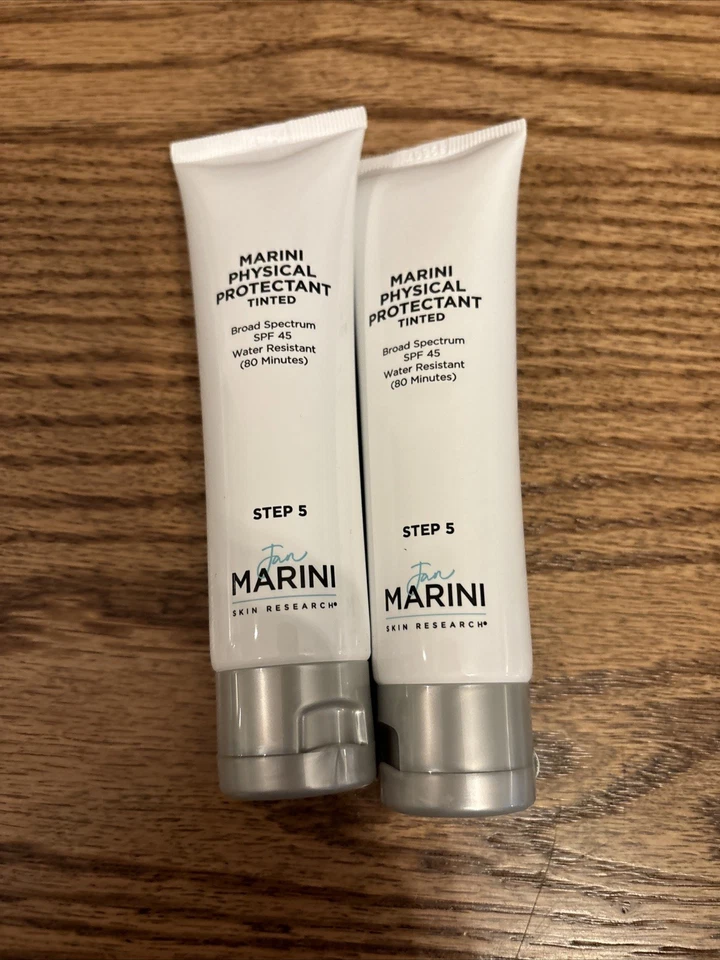 MARINI
PHYSICAL
PROTECTANT
TINTED
Broad Spectrum
SPF 45
Water Resistant
(80 Minutes)
STEP 5
Jan
MARINI
SKIN RESEARCH®
MARINI
PHYSICAL
PROTECTANT
TINTED
Broad Spectrum
SPF 45
Water Resistant
(80 Minutes)
STEP 5
Jan
MARINI
SKIN RESEARCH®